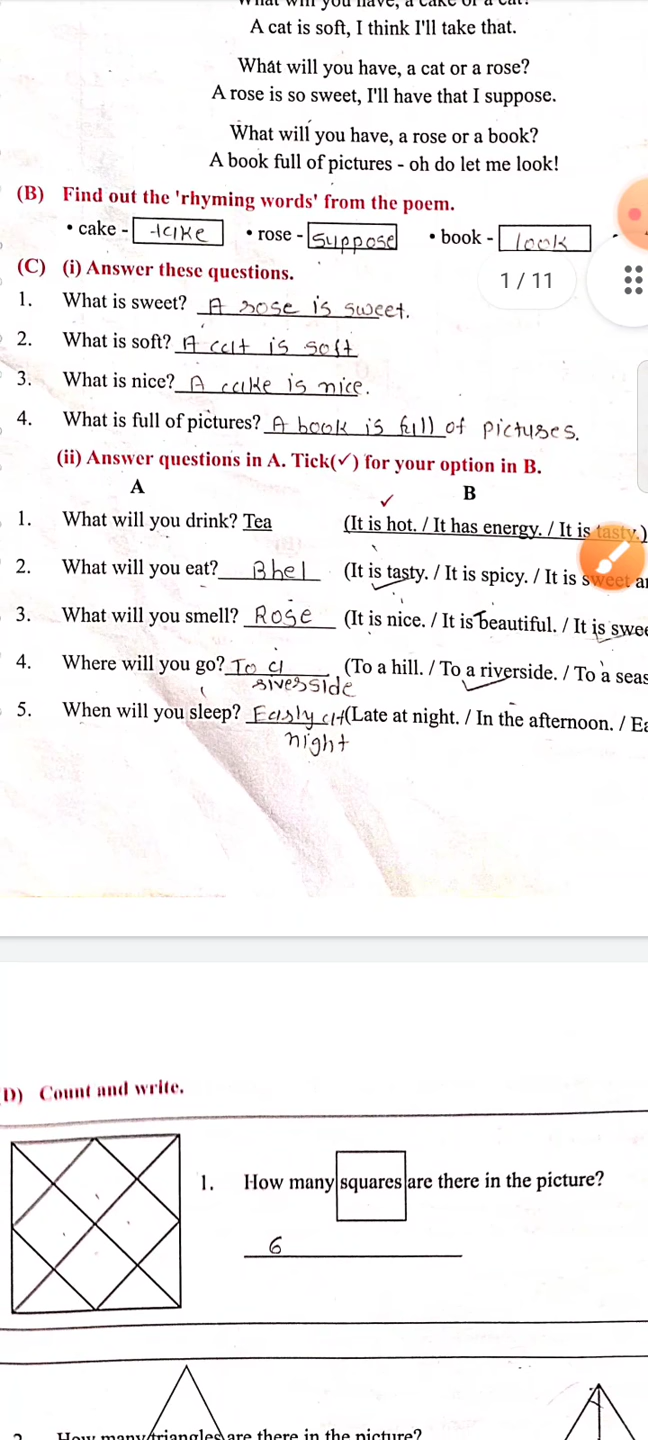 A cat is soft, I think I'll take that.
What will you have, a cat or a rose?
A rose is so sweet, I'll have that I suppose.
What will you have, a rose or a book?
A book full of pictures - oh do let me look!
(B) Find out the 'rhyming words' from the poem.
• cake - take • rose - suppose • book - look
(C) (i) Answer these questions.
1 / 11
1. What is sweet? A rose is sweet.
2. What is soft? A cat is soft
3. What is nice? A cake is nice.
4. What is full of pictures? A book is full of pictures.
(ii) Answer questions in A. Tick(✓) for your option in B.
A B
1. What will you drink? Tea (It is hot. / It has energy. / It is tasty.)
2. What will you eat? Bhel (It is tasty. / It is spicy. / It is sweet
3. What will you smell? Rose (It is nice. / It is beautiful. / It is
4. Where will you go? To a (To a hill. / To a riverside. / To a
riverside
5. When will you sleep? Early at (Late at night. / In the afternoon. /
night
D) Count and write.
1. How many squares are there in the picture?
6
How many triangles are there in the picture?